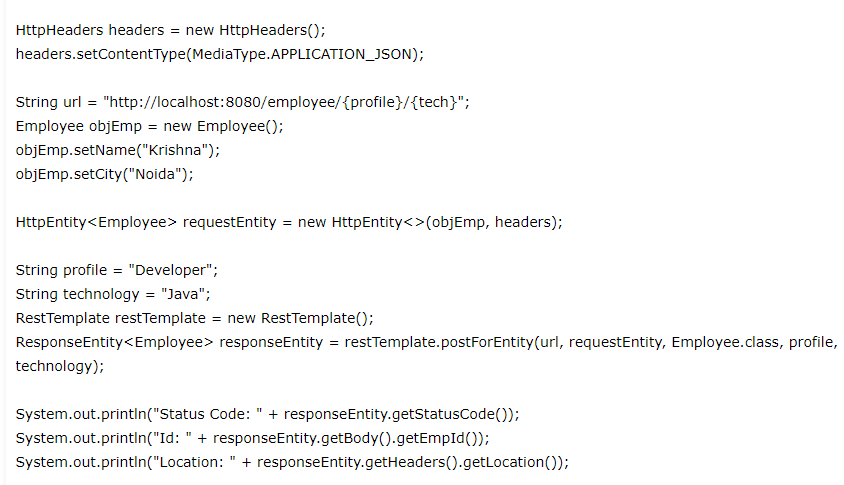 HttpHeaders headers = new HttpHeaders();
headers.setContentType(MediaType.APPLICATION_JSON);
String url = "http://localhost:8080/employee/{profile}/{tech}";
Employee objEmp = new Employee();
objEmp.setName("Krishna");
objEmp.setCity("Noida");
HttpEntity<Employee> requestEntity = new HttpEntity<>(objEmp, headers);
String profile = "Developer";
String technology = "Java";
RestTemplate restTemplate = new RestTemplate();
ResponseEntity<Employee> responseEntity = restTemplate.postForEntity(url, requestEntity, Employee.class, profile,
technology);
System.out.println("Status Code: " + responseEntity.getStatusCode());
System.out.println("Id: " + responseEntity.getBody().getEmpId());
System.out.println("Location: " + responseEntity.getHeaders().getLocation());